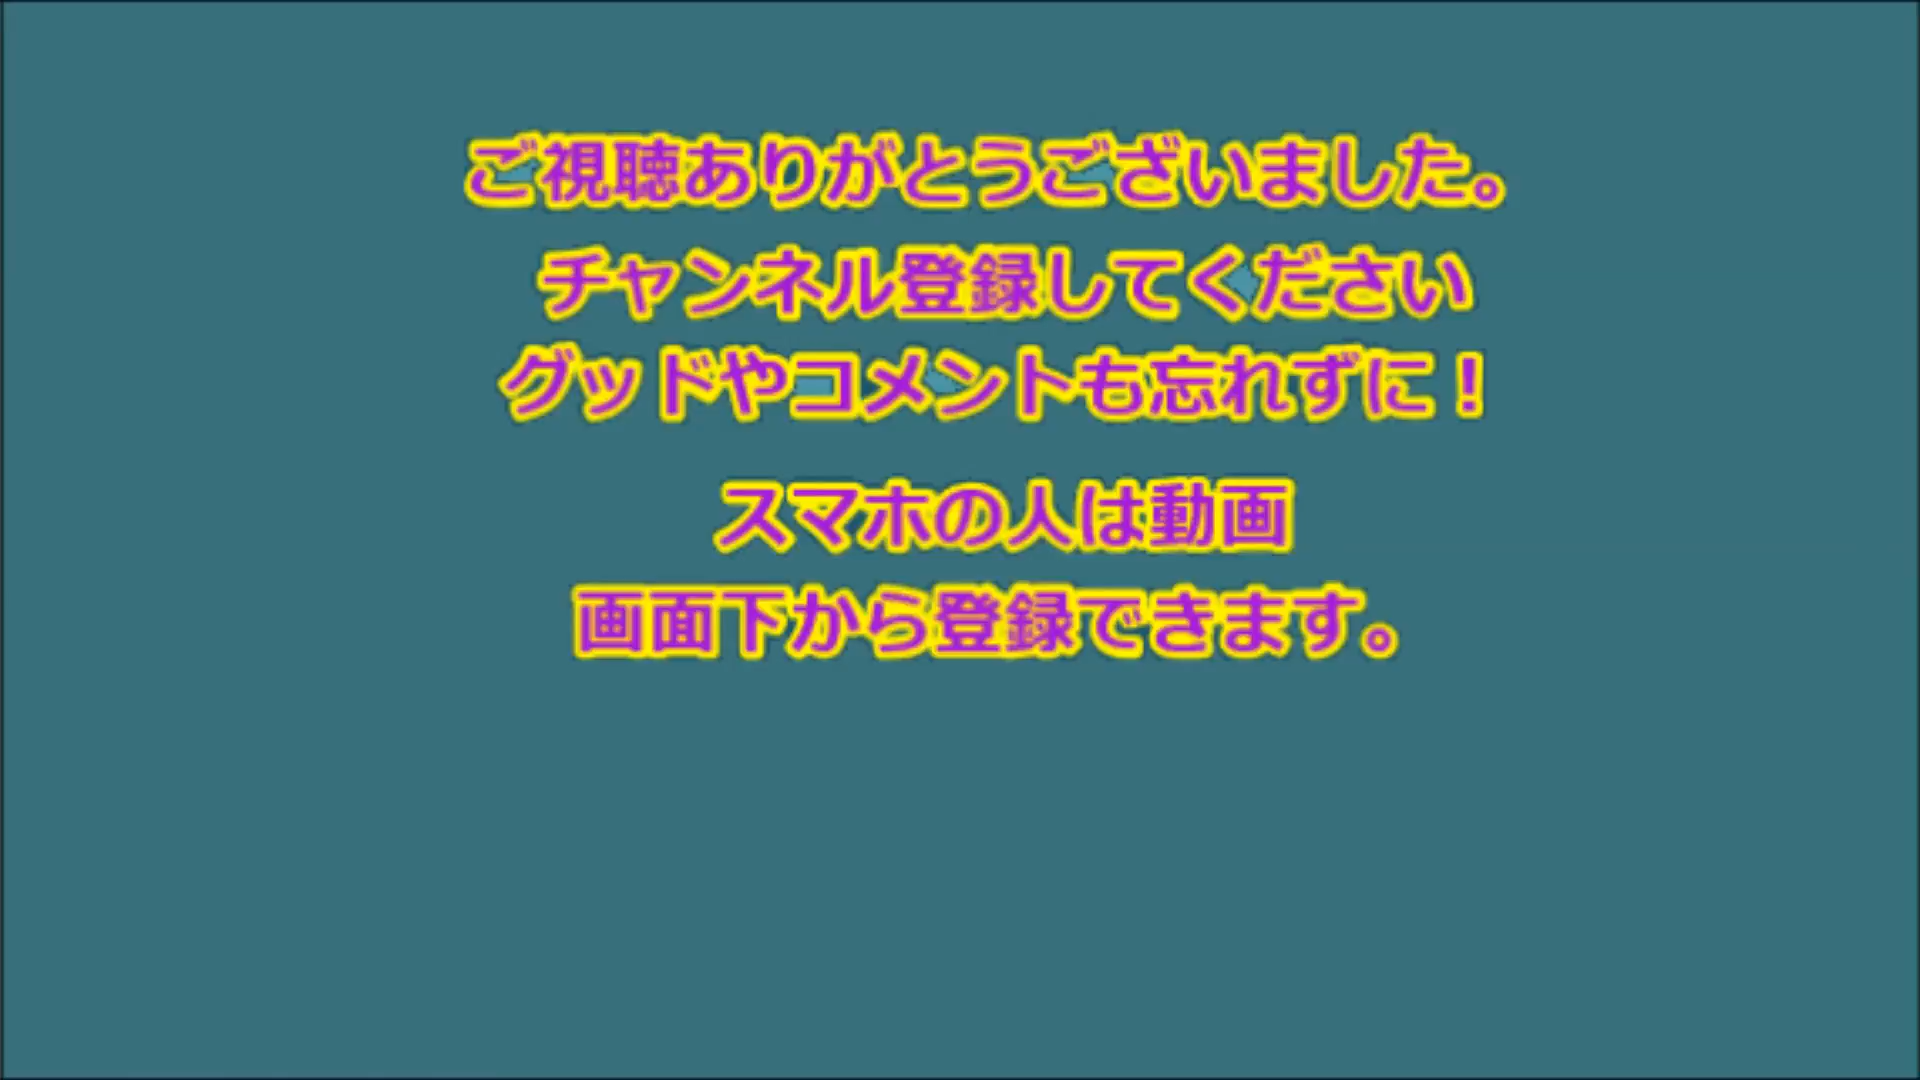 ご視聴ありがとうございました。
チャンネル登録してください
グッドやコメントも忘れずに！
スマホの人は動画
画面下から登録できます。